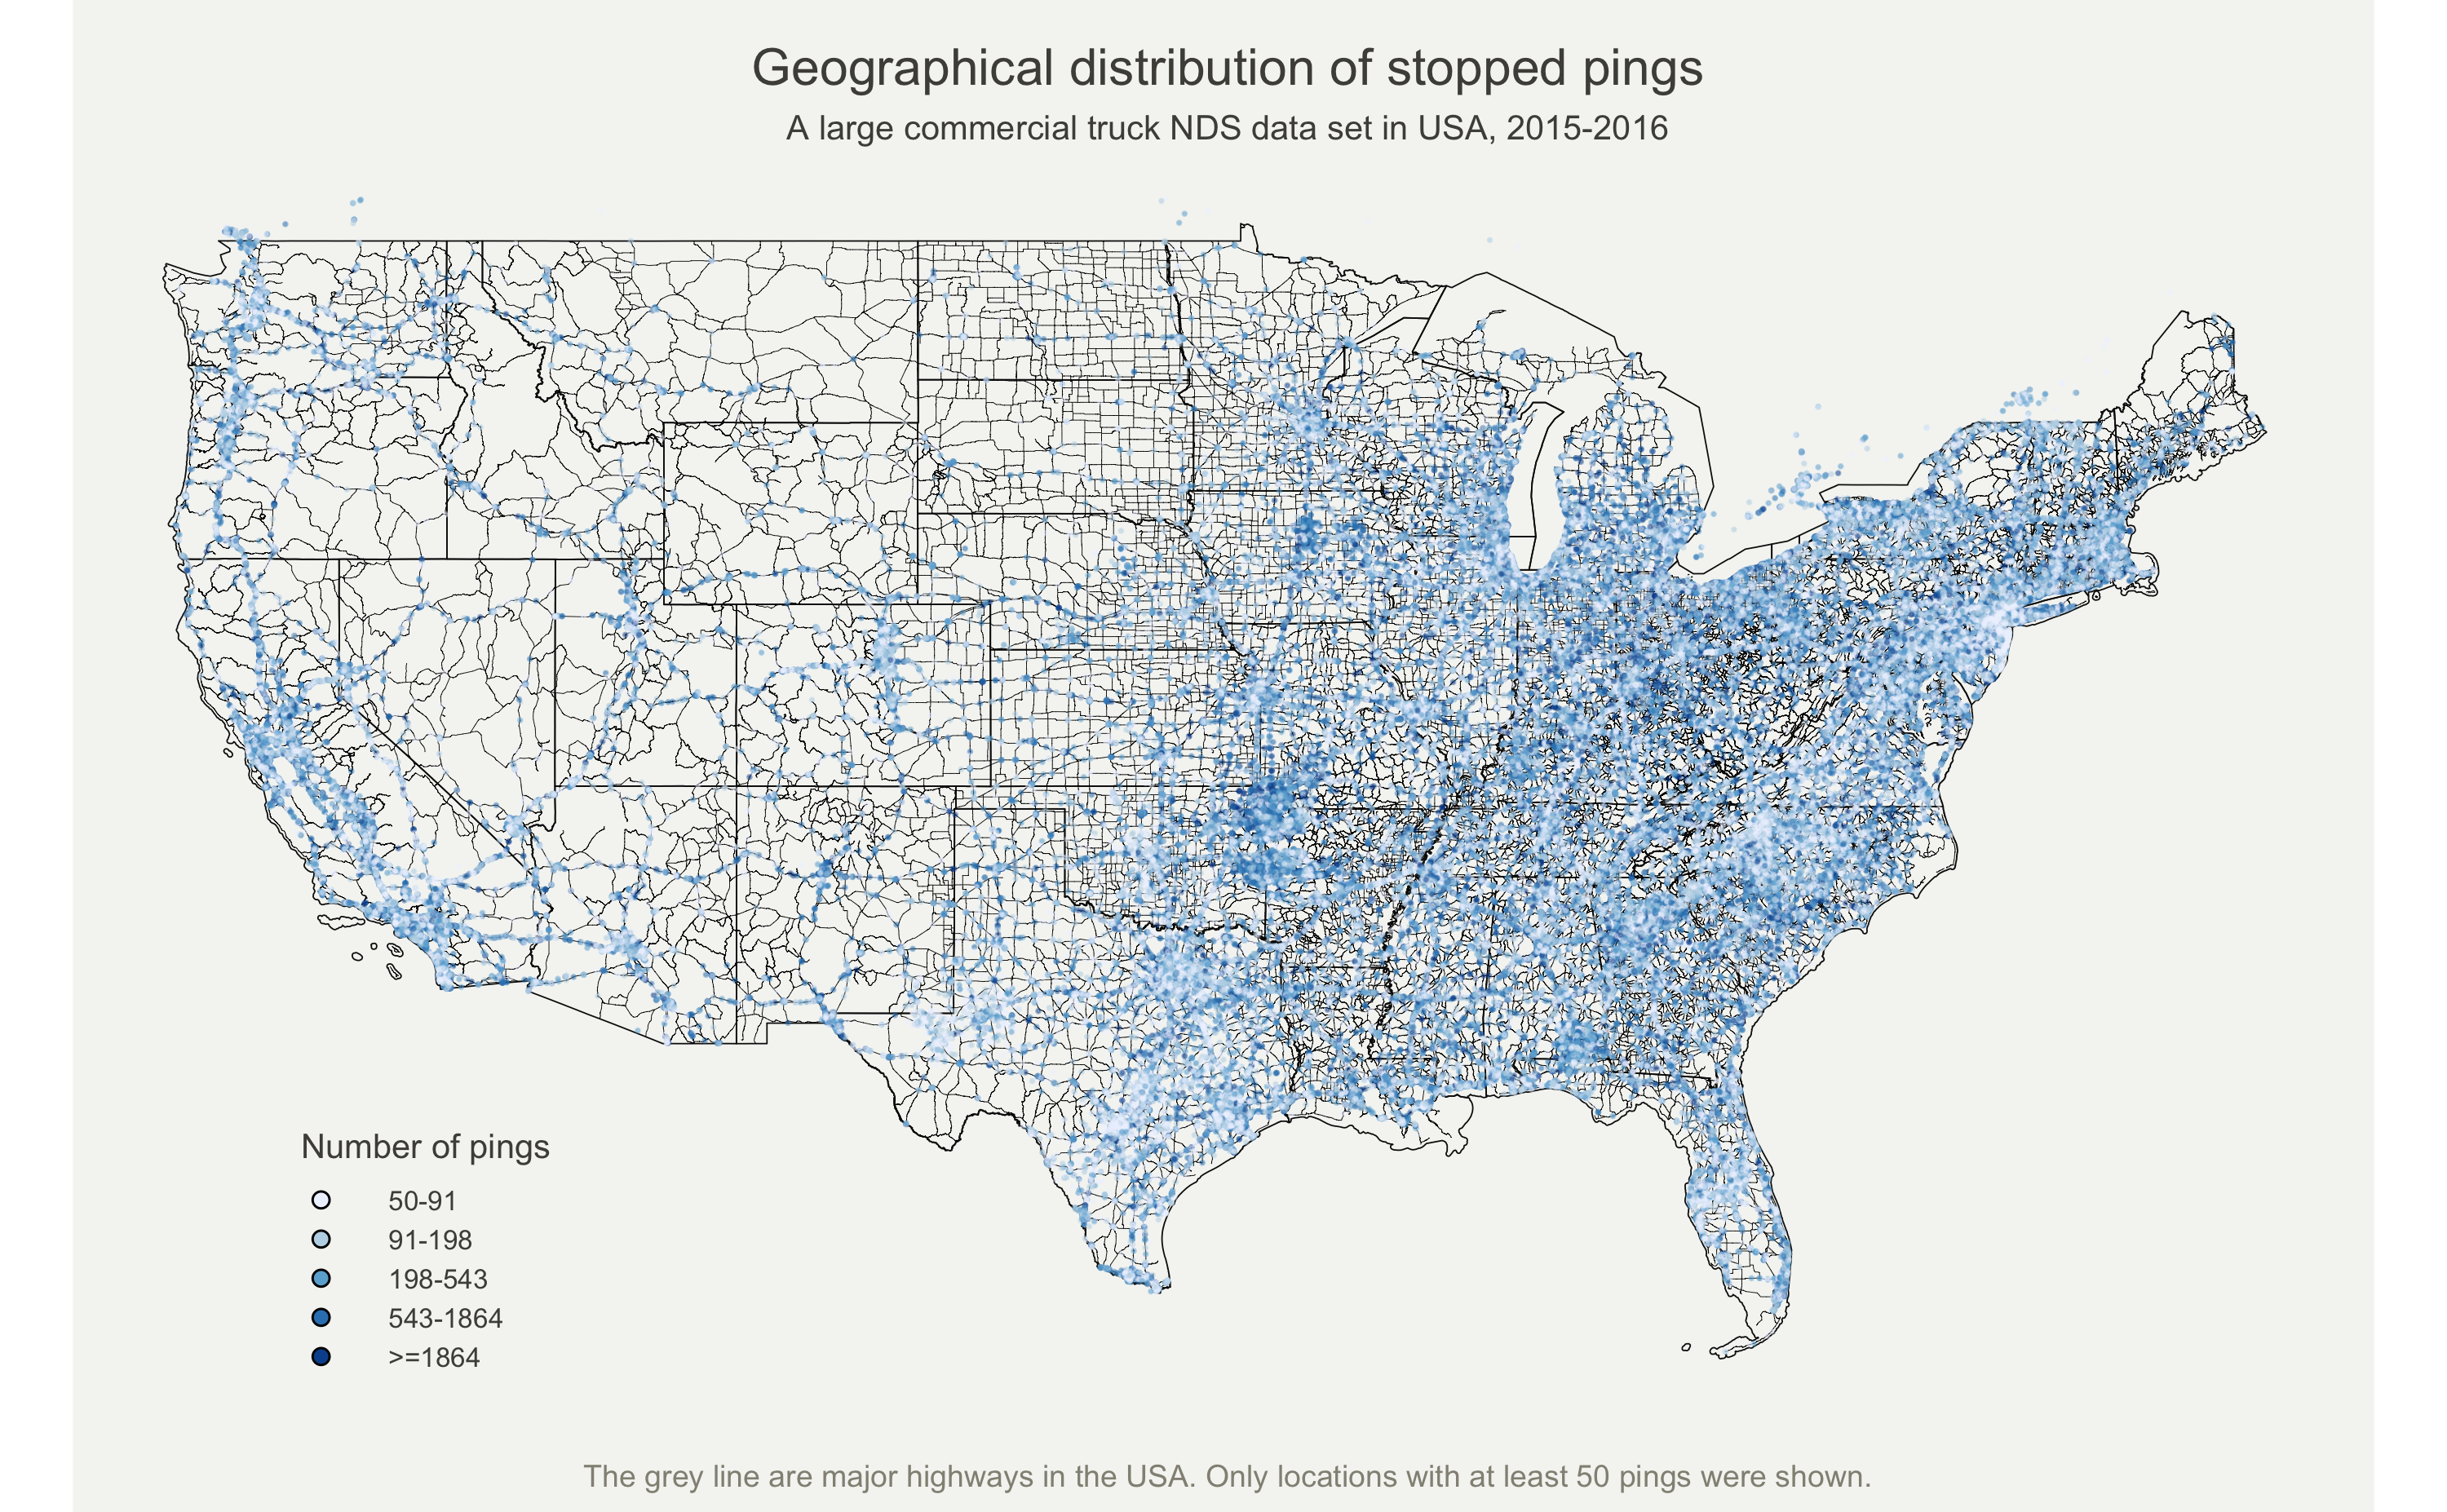 Geographical distribution of stopped pings
A large commercial truck NDS data set in USA, 2015-2016
Number of pings
50-91
91-198
198-543
543-1864
>=1864
The grey line are major highways in the USA. Only locations with at least 50 pings were shown.